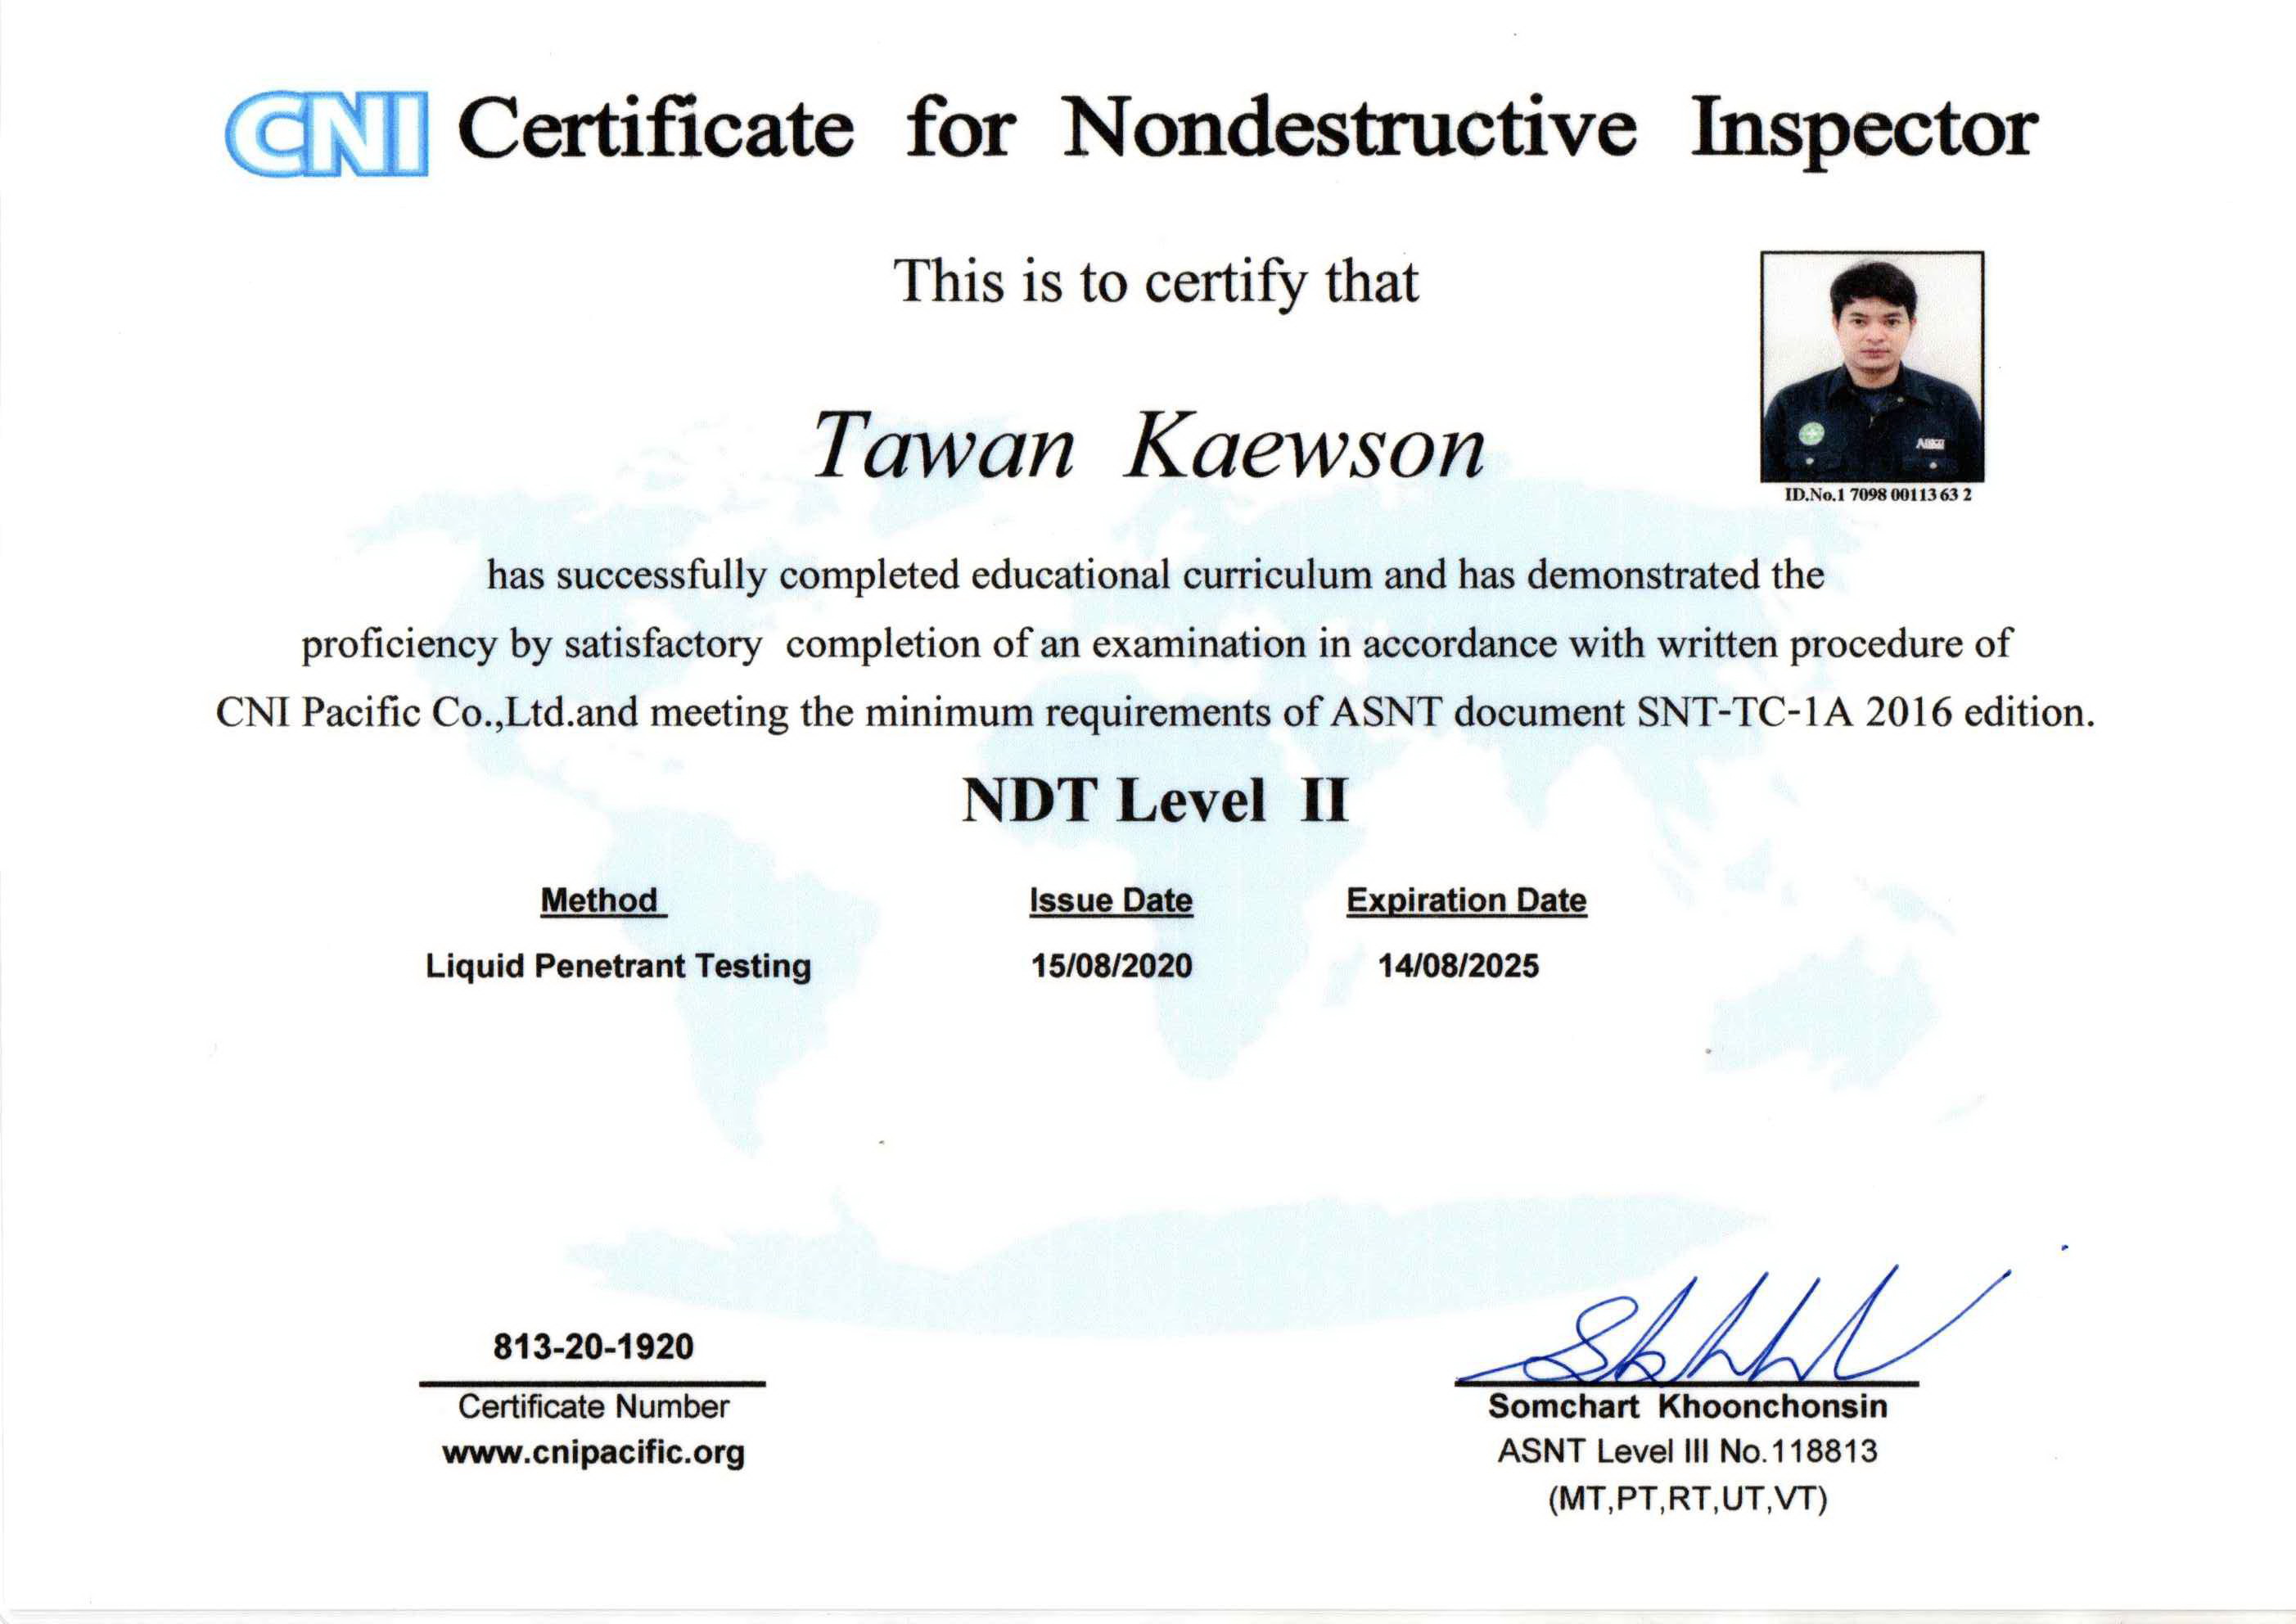 CNI Certificate for Nondestructive Inspector
This is to certify that
Tawan Kaewson
ID.No.1 7098 00113 63 2
has successfully completed educational curriculum and has demonstrated the
proficiency by satisfactory completion of an examination in accordance with written procedure of
CNI Pacific Co.,Ltd.and meeting the minimum requirements of ASNT document SNT-TC-1A 2016 edition.
NDT Level II
Method Issue Date Expiration Date
Liquid Penetrant Testing 15/08/2020 14/08/2025
813-20-1920
Certificate Number
www.cnipacific.org
Somchart Khoonchonsin
ASNT Level III No.118813
(MT,PT,RT,UT,VT)